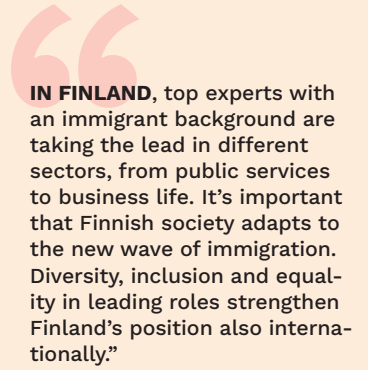 IN FINLAND, top experts with
an immigrant background are
taking the lead in different
sectors, from public services
to business life. It’s important
that Finnish society adapts to
the new wave of immigration.
Diversity, inclusion and equal-
ity in leading roles strengthen
Finland’s position also interna-
tionally.”